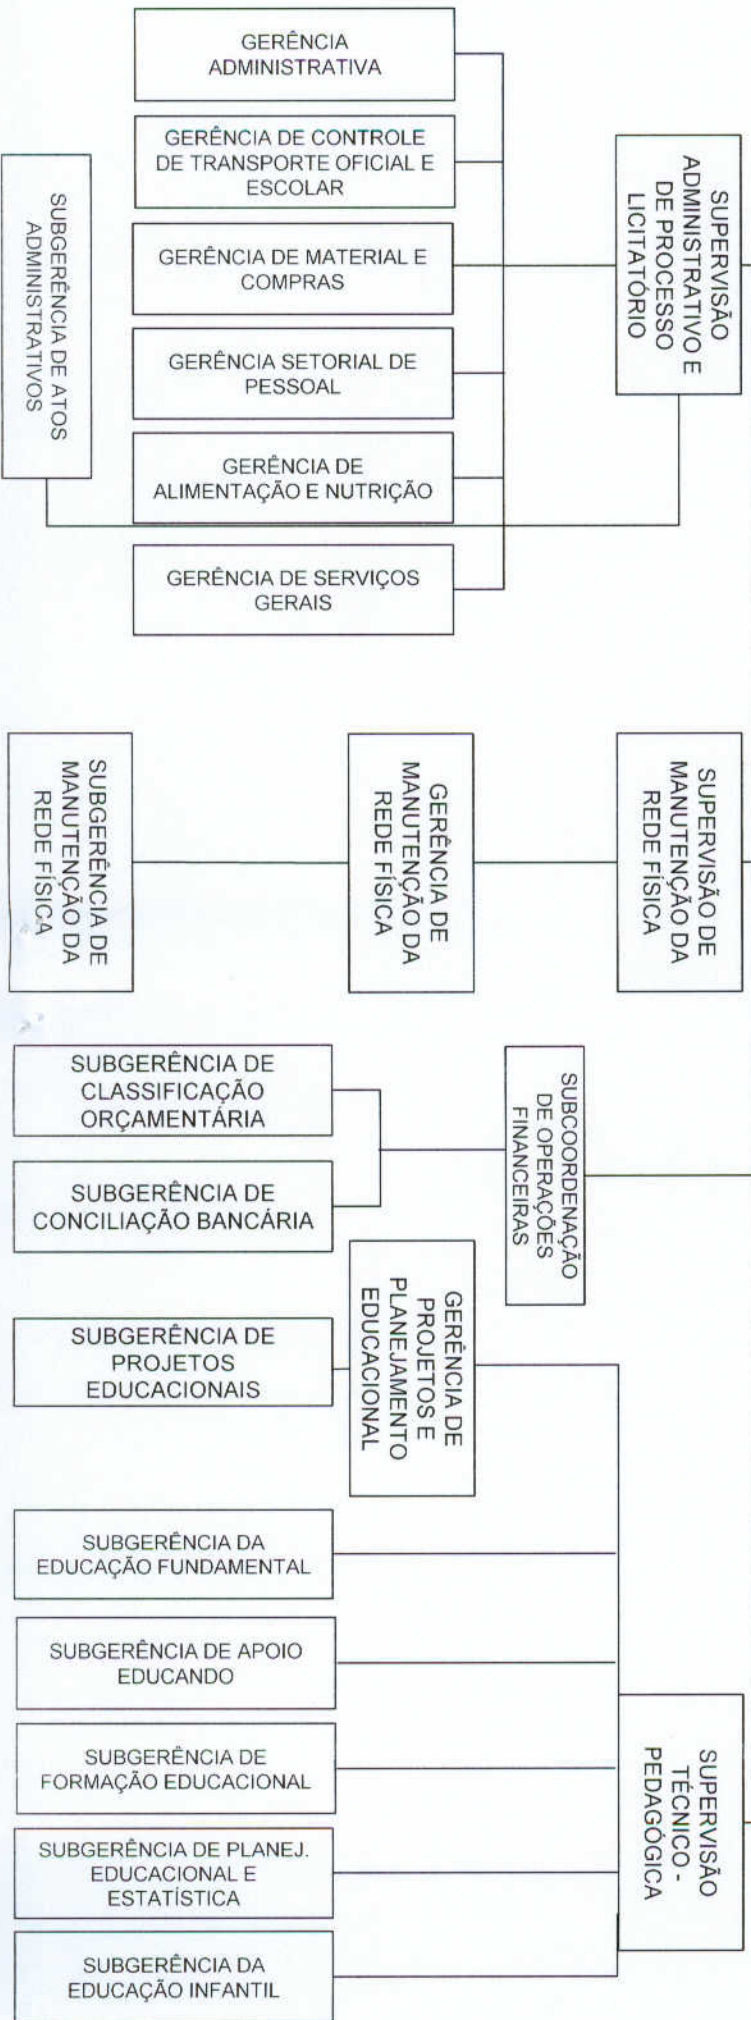 GERÊNCIA
ADMINISTRATIVA
GERÊNCIA DE CONTROLE
DE TRANSPORTE OFICIAL E
ESCOLAR
GERÊNCIA DE MATERIAL E
COMPRAS
GERÊNCIA SETORIAL DE
PESSOAL
GERÊNCIA DE
ALIMENTAÇÃO E NUTRIÇÃO
GERÊNCIA DE SERVIÇOS
GERAIS
SUPERVISÃO
ADMINISTRATIVO E
DE PROCESSO
LICITATÓRIO
SUBGERÊNCIA DE ATOS
ADMINISTRATIVOS
SUPERVISÃO DE
MANUTENÇÃO DA
REDE FÍSICA
GERÊNCIA DE
MANUTENÇÃO DA
REDE FÍSICA
SUBGERÊNCIA DE
MANUTENÇÃO DA
REDE FÍSICA
SUBCOORDENAÇÃO
DE OPERAÇÕES
FINANCEIRAS
SUBGERÊNCIA DE
CLASSIFICAÇÃO
ORÇAMENTÁRIA
SUBGERÊNCIA DE
CONCILIAÇÃO BANCÁRIA
GERÊNCIA DE
PROJETOS E
PLANEJAMENTO
EDUCACIONAL
SUBGERÊNCIA DE
PROJETOS
EDUCACIONAIS
SUPERVISÃO
TÉCNICO -
PEDAGÓGICA
SUBGERÊNCIA DA
EDUCAÇÃO FUNDAMENTAL
SUBGERÊNCIA DE APOIO
EDUCANDO
SUBGERÊNCIA DE
FORMAÇÃO EDUCACIONAL
SUBGERÊNCIA DE PLANEJ.
EDUCACIONAL E
ESTATÍSTICA
SUBGERÊNCIA DA
EDUCAÇÃO INFANTIL